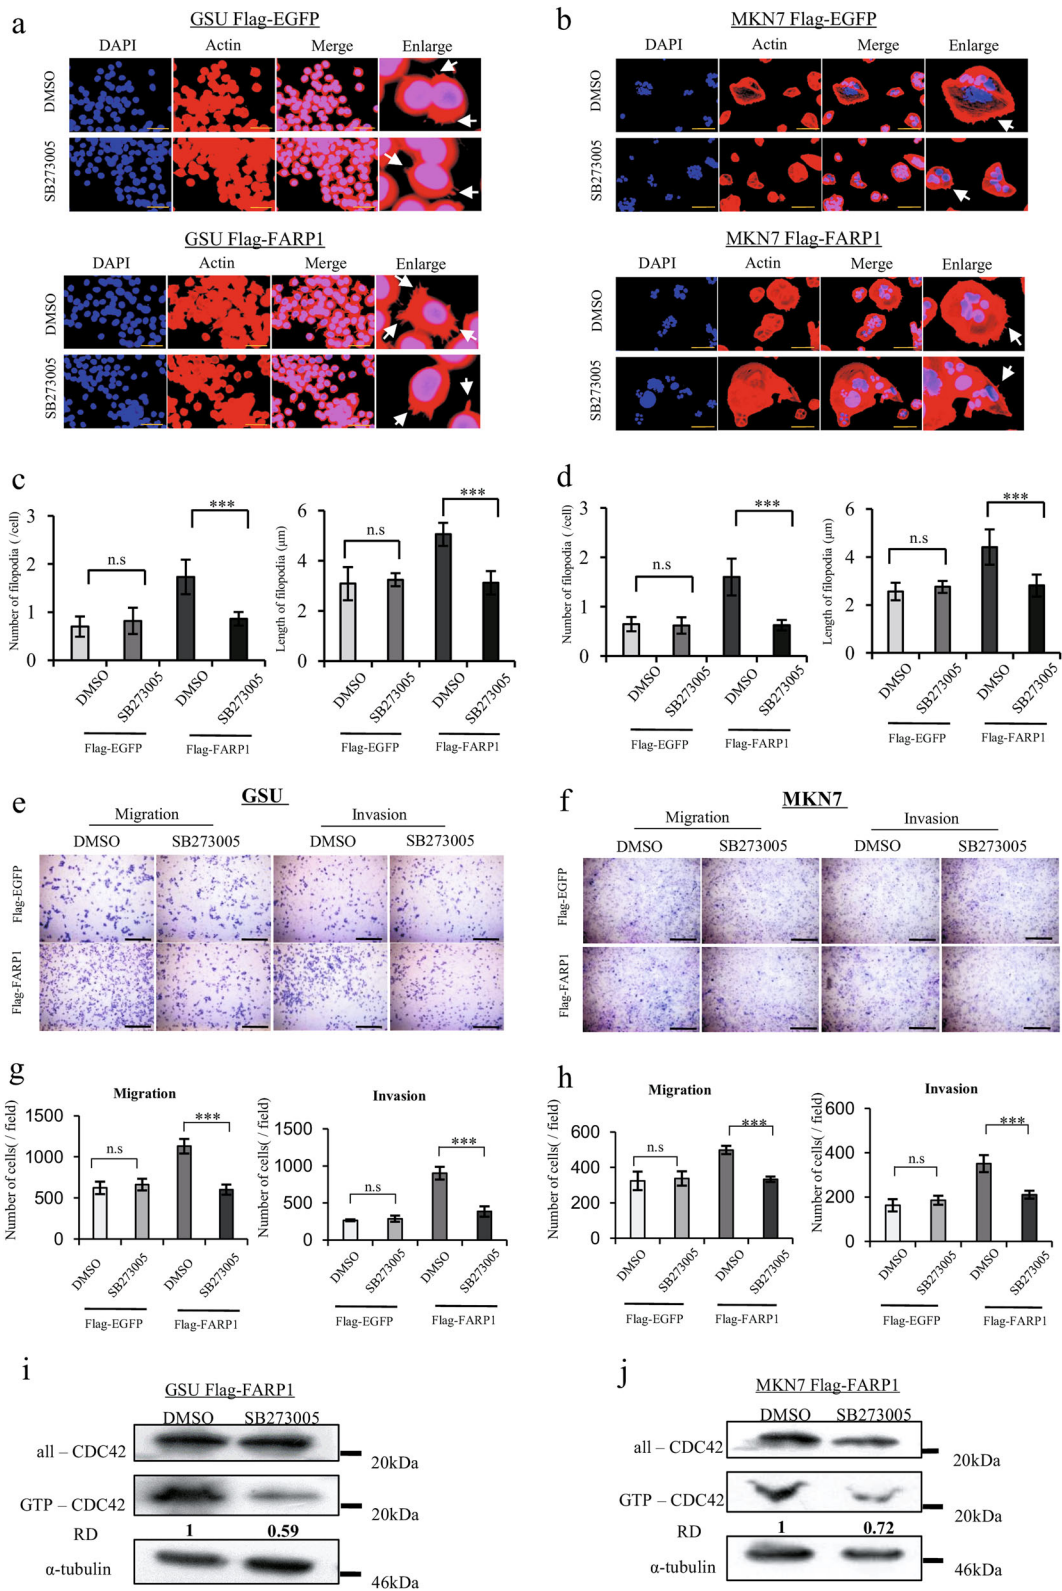 a
GSU Flag-EGFP
DAPI Actin Merge Enlarge
DMSO
SB273005
GSU Flag-FARP1
DAPI Actin Merge Enlarge
DMSO
SB273005
b
MKN7 Flag-EGFP
DAPI Actin Merge Enlarge
DMSO
SB273005
MKN7 Flag-FARP1
DAPI Actin Merge Enlarge
DMSO
SB273005
c
Number of filopodia ( /cell)
3
2
1
0
n.s
***
DMSO SB273005 DMSO SB273005
Flag-EGFP Flag-FARP1
Length of filopodia (μm)
6
4
2
0
n.s
***
DMSO SB273005 DMSO SB273005
Flag-EGFP Flag-FARP1
d
Number of filopodia ( /cell)
3
2
1
0
n.s
***
DMSO SB273005 DMSO SB273005
Flag-EGFP Flag-FARP1
Length of filopodia (μm)
6
4
2
0
n.s
***
DMSO SB273005 DMSO SB273005
Flag-EGFP Flag-FARP1
e
GSU
Migration Invasion
DMSO SB273005 DMSO SB273005
Flag-EGFP
Flag-FARP1
f
MKN7
Migration Invasion
DMSO SB273005 DMSO SB273005
Flag-EGFP
Flag-FARP1
g
Migration
Number of cells( / field)
1500
1000
500
0
n.s
***
DMSO SB273005 DMSO SB273005
Flag-EGFP Flag-FARP1
Invasion
Number of cells( / field)
1500
1000
500
0
n.s
***
DMSO SB273005 DMSO SB273005
Flag-EGFP Flag-FARP1
h
Migration
Number of cells( / field)
600
400
200
0
n.s
***
DMSO SB273005 DMSO SB273005
Flag-EGFP Flag-FARP1
Invasion
Number of cells( / field)
600
400
200
0
n.s
***
DMSO SB273005 DMSO SB273005
Flag-EGFP Flag-FARP1
i
GSU Flag-FARP1
DMSO SB273005
all – CDC42
20kDa
GTP – CDC42
20kDa
RD 1 0.59
α-tubulin
46kDa
j
MKN7 Flag-FARP1
DMSO SB273005
all – CDC42
20kDa
GTP – CDC42
20kDa
RD 1 0.72
α-tubulin
46kDa